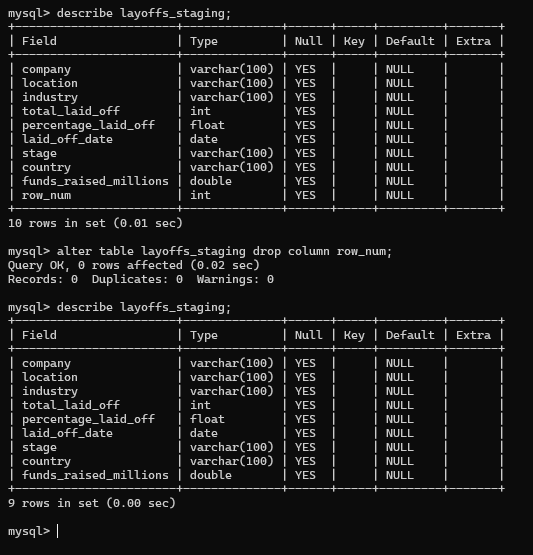 mysql> describe layoffs_staging;
+-----------------------+--------------+------+-----+---------+-------+
| Field                 | Type         | Null | Key | Default | Extra |
+-----------------------+--------------+------+-----+---------+-------+
| company               | varchar(100) | YES  |     | NULL    |       |
| location              | varchar(100) | YES  |     | NULL    |       |
| industry              | varchar(100) | YES  |     | NULL    |       |
| total_laid_off        | int          | YES  |     | NULL    |       |
| percentage_laid_off   | float        | YES  |     | NULL    |       |
| laid_off_date         | date         | YES  |     | NULL    |       |
| stage                 | varchar(100) | YES  |     | NULL    |       |
| country               | varchar(100) | YES  |     | NULL    |       |
| funds_raised_millions | double       | YES  |     | NULL    |       |
| row_num               | int          | YES  |     | NULL    |       |
+-----------------------+--------------+------+-----+---------+-------+
10 rows in set (0.01 sec)

mysql> alter table layoffs_staging drop column row_num;
Query OK, 0 rows affected (0.02 sec)
Records: 0  Duplicates: 0  Warnings: 0

mysql> describe layoffs_staging;
+-----------------------+--------------+------+-----+---------+-------+
| Field                 | Type         | Null | Key | Default | Extra |
+-----------------------+--------------+------+-----+---------+-------+
| company               | varchar(100) | YES  |     | NULL    |       |
| location              | varchar(100) | YES  |     | NULL    |       |
| industry              | varchar(100) | YES  |     | NULL    |       |
| total_laid_off        | int          | YES  |     | NULL    |       |
| percentage_laid_off   | float        | YES  |     | NULL    |       |
| laid_off_date         | date         | YES  |     | NULL    |       |
| stage                 | varchar(100) | YES  |     | NULL    |       |
| country               | varchar(100) | YES  |     | NULL    |       |
| funds_raised_millions | double       | YES  |     | NULL    |       |
+-----------------------+--------------+------+-----+---------+-------+
9 rows in set (0.00 sec)

mysql>